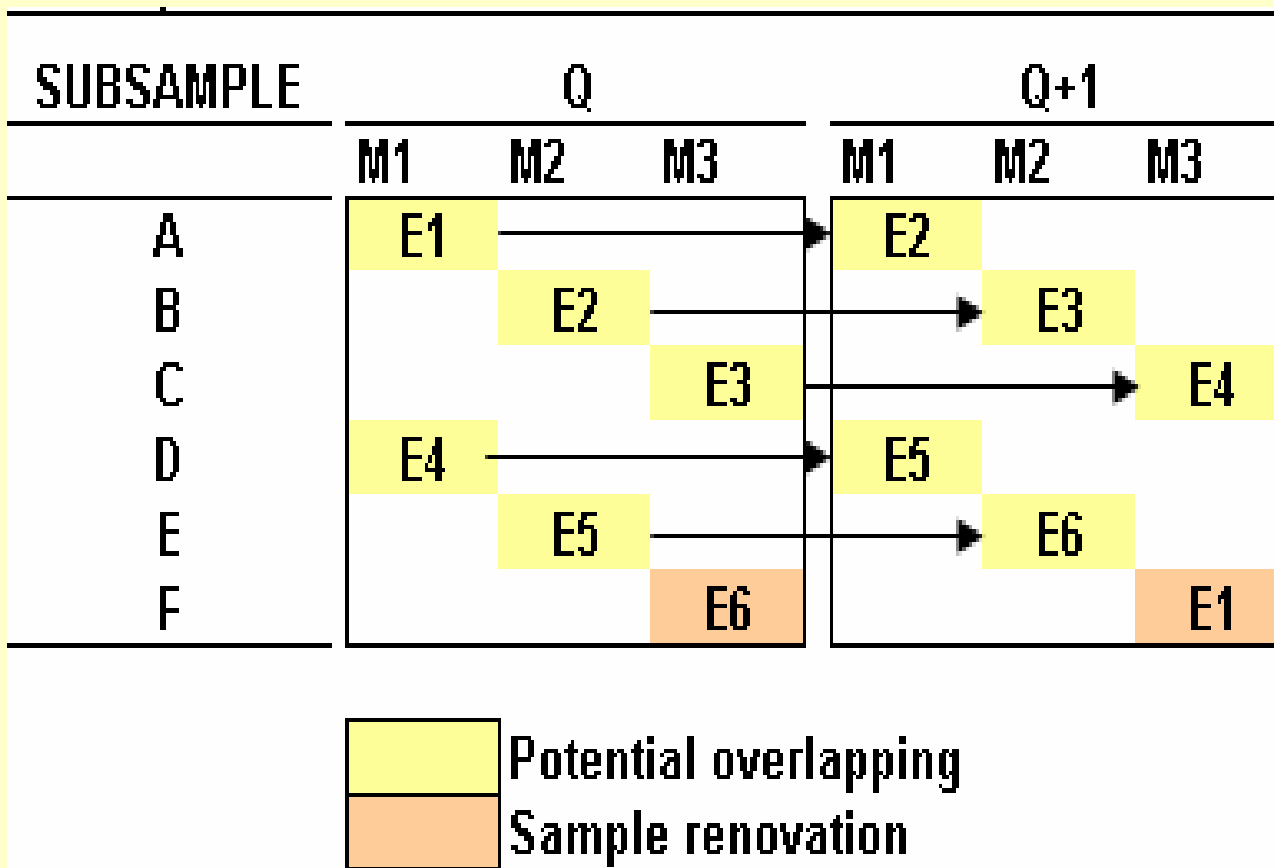 SUBSAMPLE Q Q+1
M1 M2 M3 M1 M2 M3
A E1 E2
B E2 E3
C E3 E4
D E4 E5
E E5 E6
F E6 E1
Potential overlapping
Sample renovation